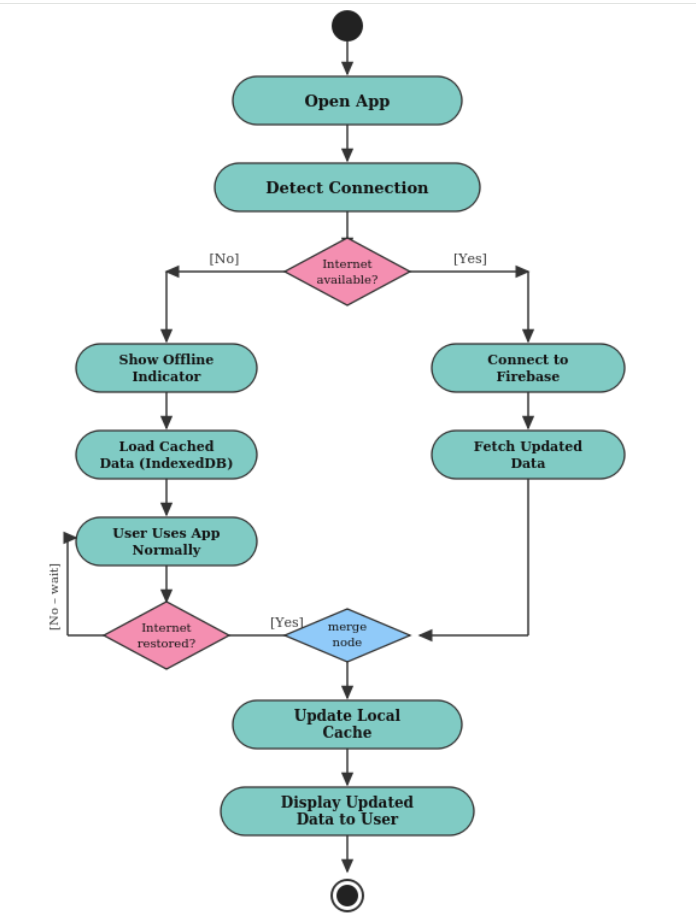 Open App
Detect Connection
[No]
[Yes]
Internet
available?
Show Offline
Indicator
Connect to
Firebase
Load Cached
Data (IndexedDB)
Fetch Updated
Data
User Uses App
Normally
[No – wait]
Internet
restored?
[Yes]
merge
node
Update Local
Cache
Display Updated
Data to User